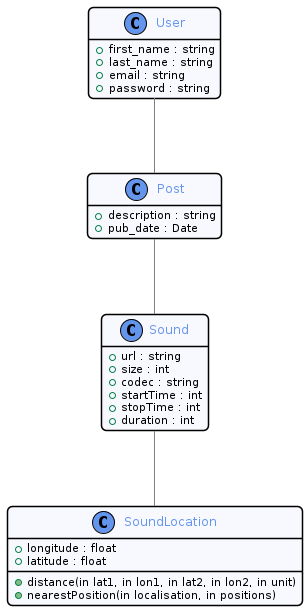 C User
first_name : string
last_name : string
email : string
password : string
C Post
description : string
pub_date : Date
C Sound
url : string
size : int
codec : string
startTime : int
stopTime : int
duration : int
C SoundLocation
longitude : float
latitude : float
distance(in lat1, in lon1, in lat2, in lon2, in unit)
nearestPosition(in localisation, in positions)